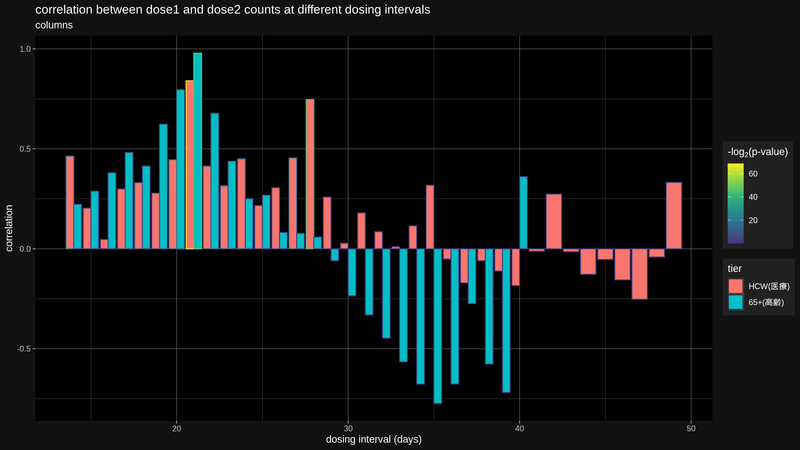 correlation between dose1 and dose2 counts at different dosing intervals
columns
1.0
0.5
0.0
-0.5
correlation
20
30
40
50
dosing interval (days)
-log2(p-value)
60
40
20
tier
HCW(医療)
65+(高齢)